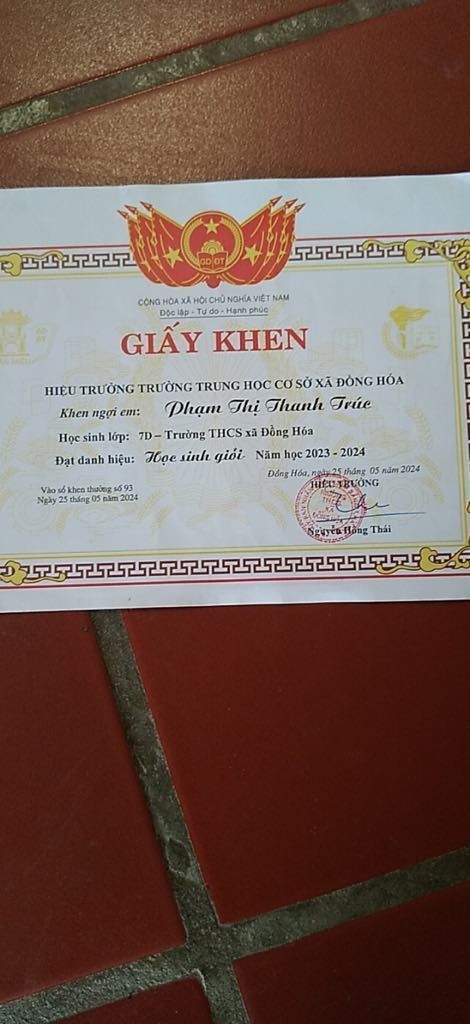 GD ĐT
CỘNG HÒA XÃ HỘI CHỦ NGHĨA VIỆT NAM
Độc lập - Tự do - Hạnh phúc
GIẤY KHEN
HIỆU TRƯỞNG TRƯỜNG TRUNG HỌC CƠ SỞ XÃ ĐỒNG HÓA
Khen ngợi em: Phạm Thị Thanh Trúc
Học sinh lớp: 7D – Trường THCS xã Đồng Hóa
Đạt danh hiệu: Học sinh giỏi - Năm học 2023 - 2024
Đồng Hóa, ngày 25 tháng 05 năm 2024
Vào sổ khen thưởng số 93
Ngày 25 tháng 05 năm 2024
HIỆU TRƯỞNG
Nguyễn Hồng Thái